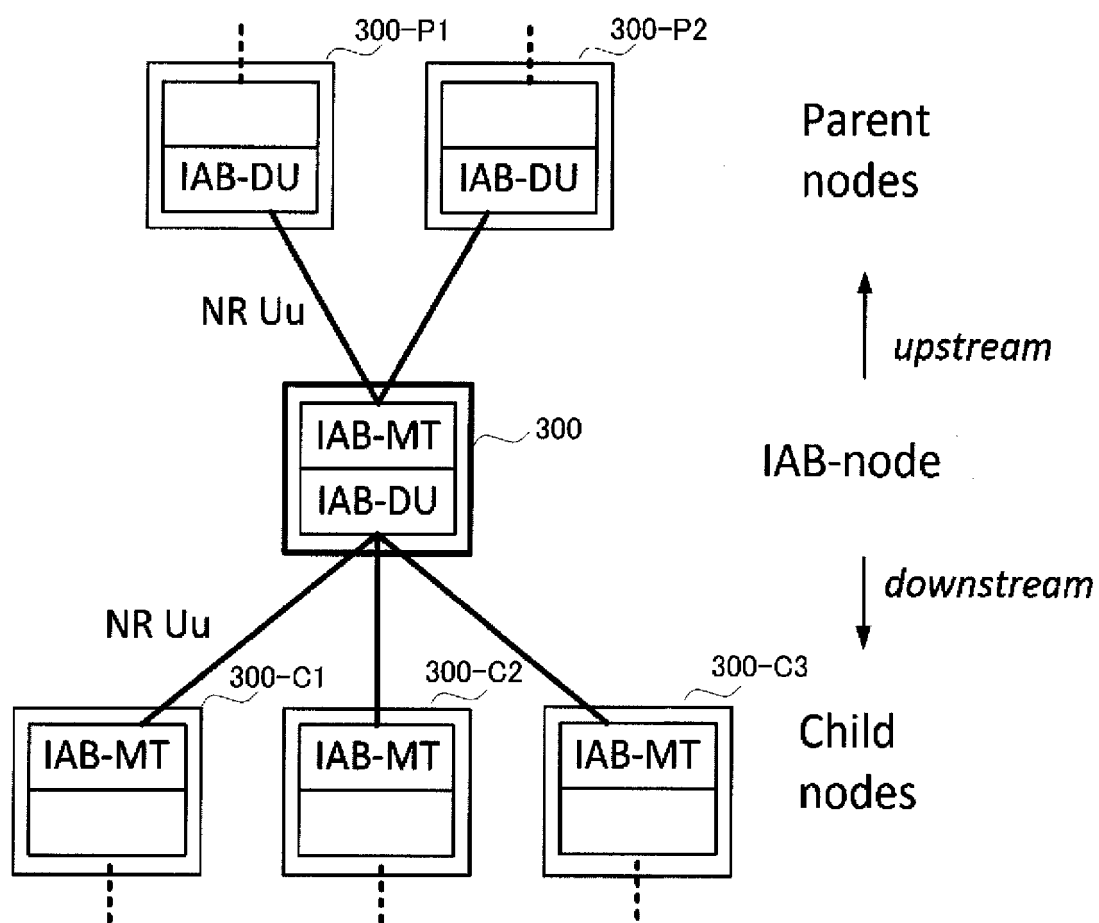 300-P1
300-P2
IAB-DU
IAB-DU
Parent
nodes
NR Uu
upstream
IAB-MT
300
IAB-node
IAB-DU
downstream
NR Uu
300-C1
300-C2
300-C3
IAB-MT
IAB-MT
IAB-MT
Child
nodes